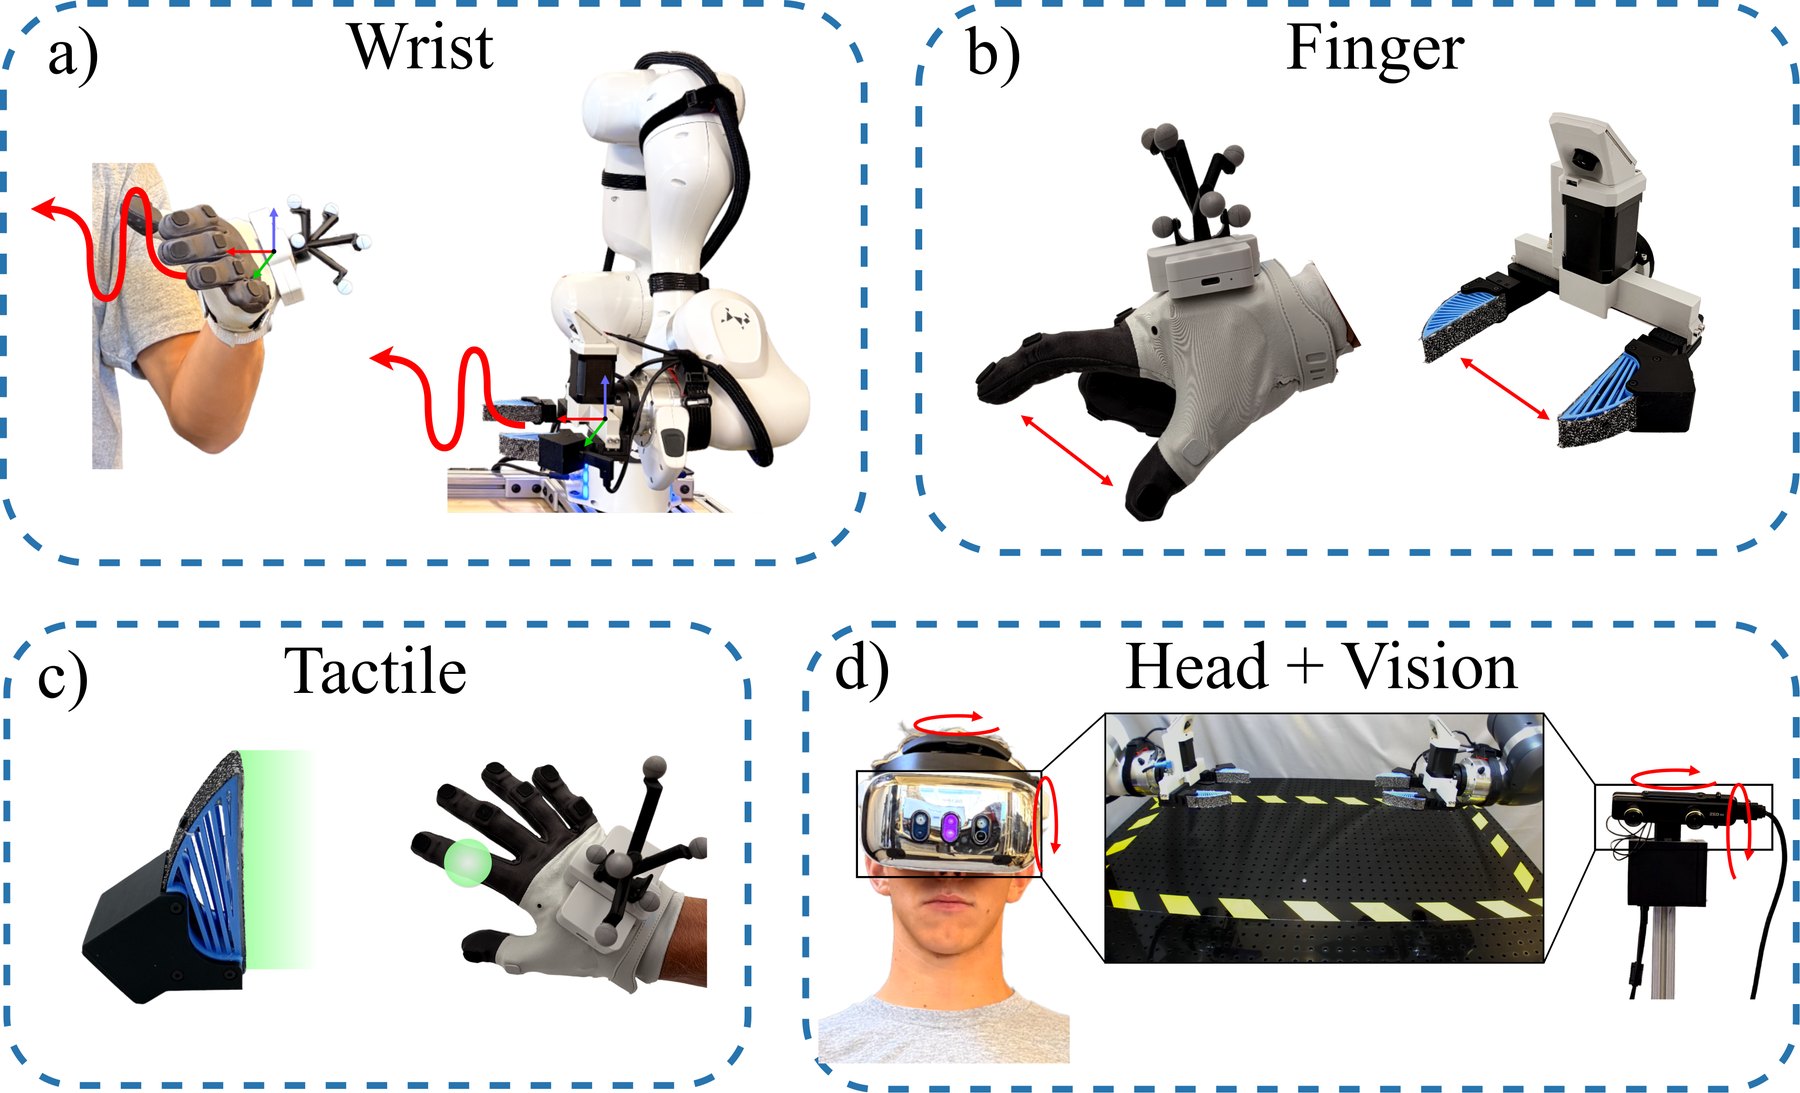 a) Wrist
b) Finger
c) Tactile
d) Head + Vision